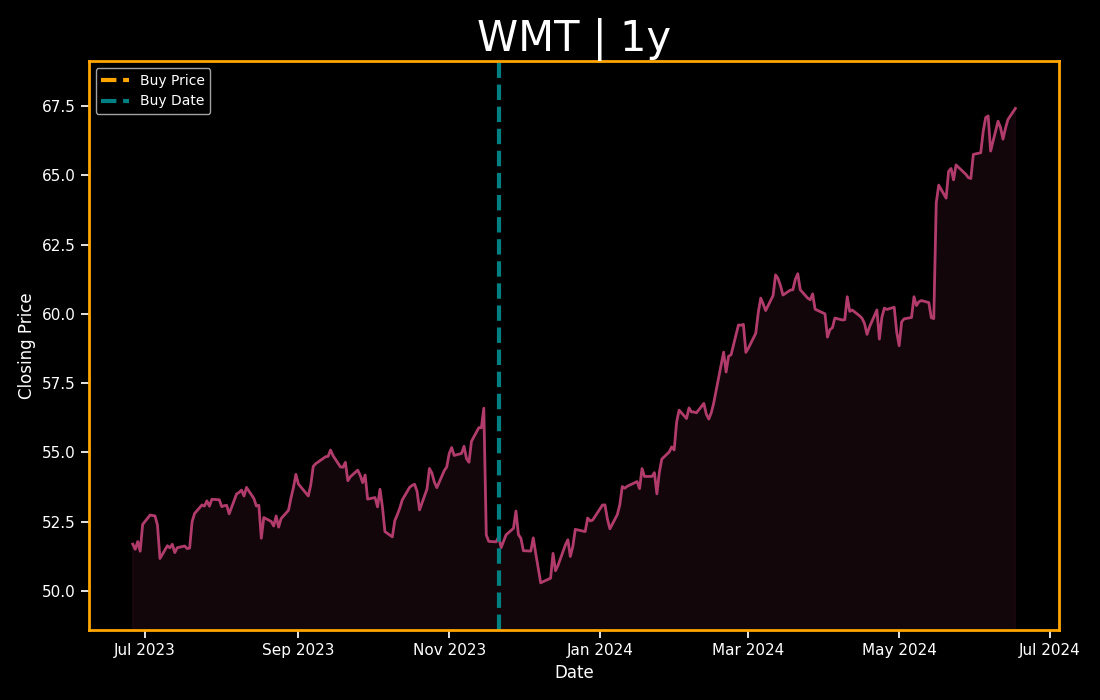 WMT | 1y
Buy Price
Buy Date
67.5
65.0
62.5
60.0
57.5
55.0
52.5
50.0
Closing Price
Jul 2023 Sep 2023 Nov 2023 Jan 2024 Mar 2024 May 2024 Jul 2024
Date